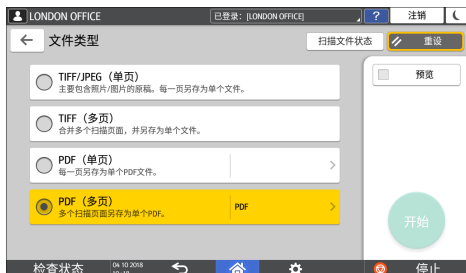 LONDON OFFICE
已登录：[LONDON OFFICE]
?
注销
文件类型
扫描文件状态
重设
TIFF/JPEG（单页）
主要包含照片/图片的原稿。每一页另存为单个文件。
预览
TIFF（多页）
合并多个扫描页面，并另存为单个文件。
PDF（单页）
每一页另存为单个PDF文件。
PDF（多页）
多个扫描页面另存为单个PDF。
PDF
开始
检查状态
04 10 2018
停止